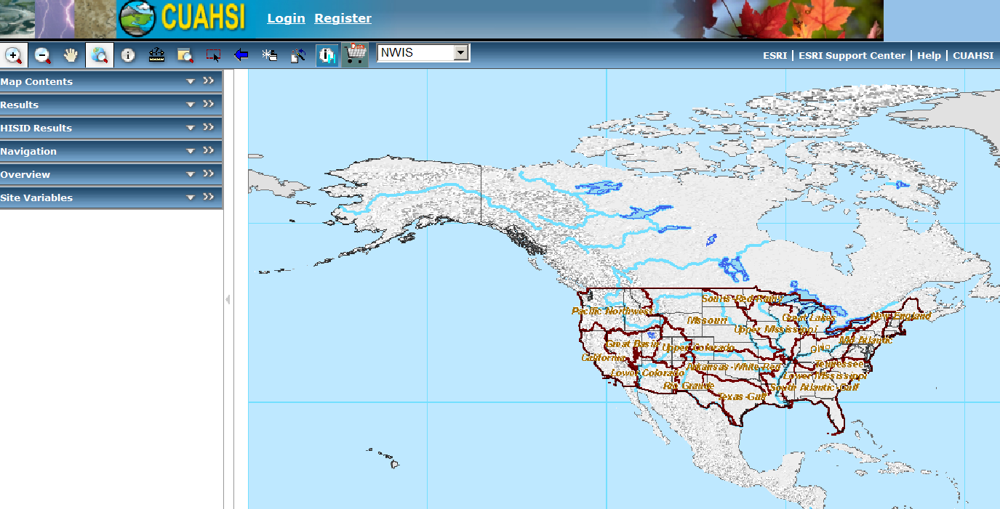 CUAHSI
Login Register
NWIS
ESRI | ESRI Support Center | Help | CUAHSI
Map Contents
Results
HISID Results
Navigation
Overview
Site Variables
Souris-Red-Rainy
Pacific Northwest
New England
Missouri
Great Lakes
Upper Mississippi
Mid Atlantic
Great Basin
Upper Colorado
Ohio
California
Tennessee
Arkansas-White-Red
Lower Colorado
Lower Mississippi
Rio Grande
South Atlantic-Gulf
Texas-Gulf